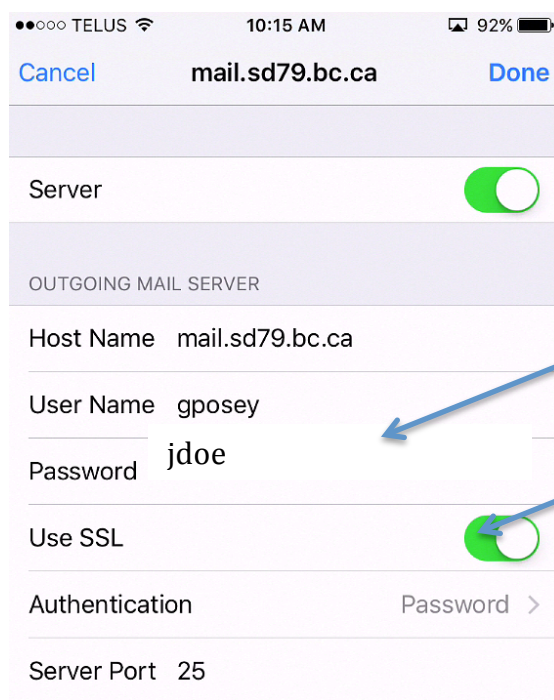 TELUS 10:15 AM 92%
Cancel mail.sd79.bc.ca Done
Server
OUTGOING MAIL SERVER
Host Name mail.sd79.bc.ca
User Name gposey
jdoe
Password
Use SSL
Authentication Password
Server Port 25